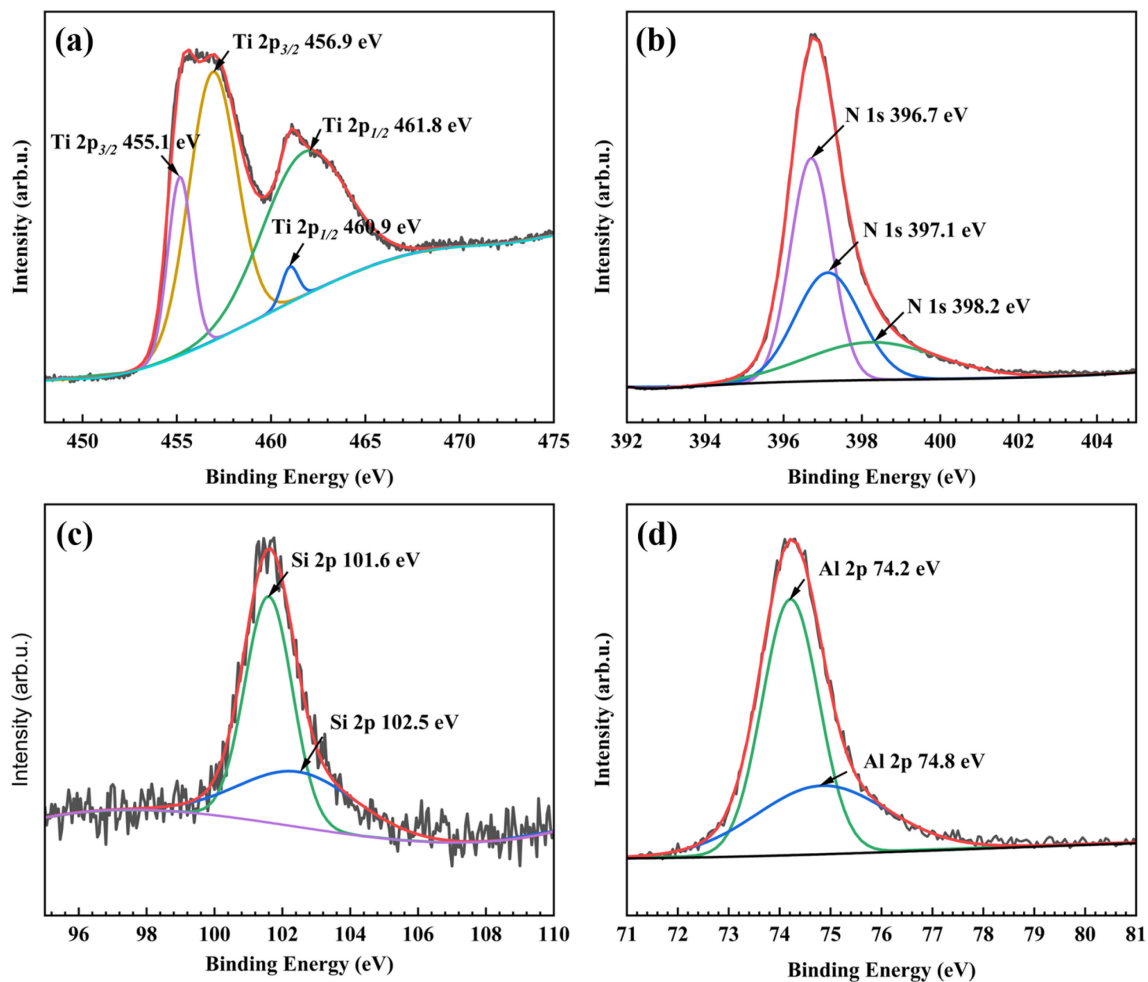 (a)
Ti 2p3/2 456.9 eV
Ti 2p3/2 455.1 eV
Ti 2p1/2 461.8 eV
Ti 2p1/2 460.9 eV
Intensity (arb.u.)
450 455 460 465 470 475
Binding Energy (eV)
(b)
N 1s 396.7 eV
N 1s 397.1 eV
N 1s 398.2 eV
Intensity (arb.u.)
392 394 396 398 400 402 404
Binding Energy (eV)
(c)
Si 2p 101.6 eV
Si 2p 102.5 eV
Intensity (arb.u.)
96 98 100 102 104 106 108 110
Binding Energy (eV)
(d)
Al 2p 74.2 eV
Al 2p 74.8 eV
Intensity (arb.u.)
71 72 73 74 75 76 77 78 79 80 81
Binding Energy (eV)